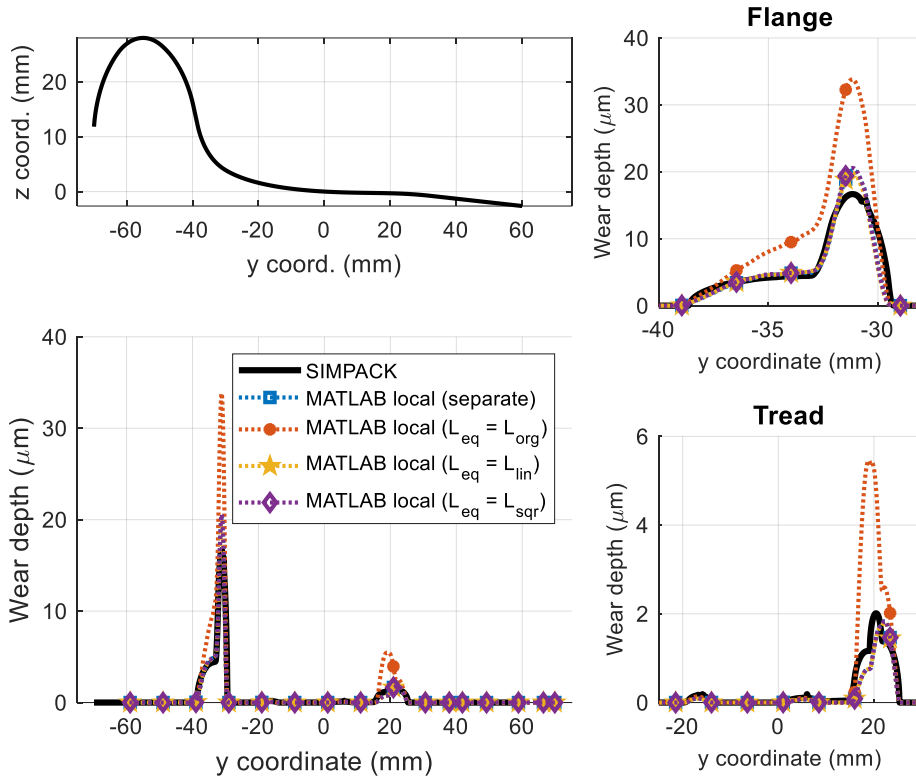 z coord. (mm)
20
10
0
-60
-40
-20
0
20
40
60
y coord. (mm)
Flange
Wear depth (μm)
40
30
20
10
0
-40
-35
-30
y coordinate (mm)
Wear depth (μm)
40
30
20
10
0
SIMPACK
MATLAB local (separate)
MATLAB local (L_eq = L_org)
MATLAB local (L_eq = L_lin)
MATLAB local (L_eq = L_sqr)
-60
-40
-20
0
20
40
60
y coordinate (mm)
Tread
Wear depth (μm)
6
4
2
0
-20
0
20
y coordinate (mm)